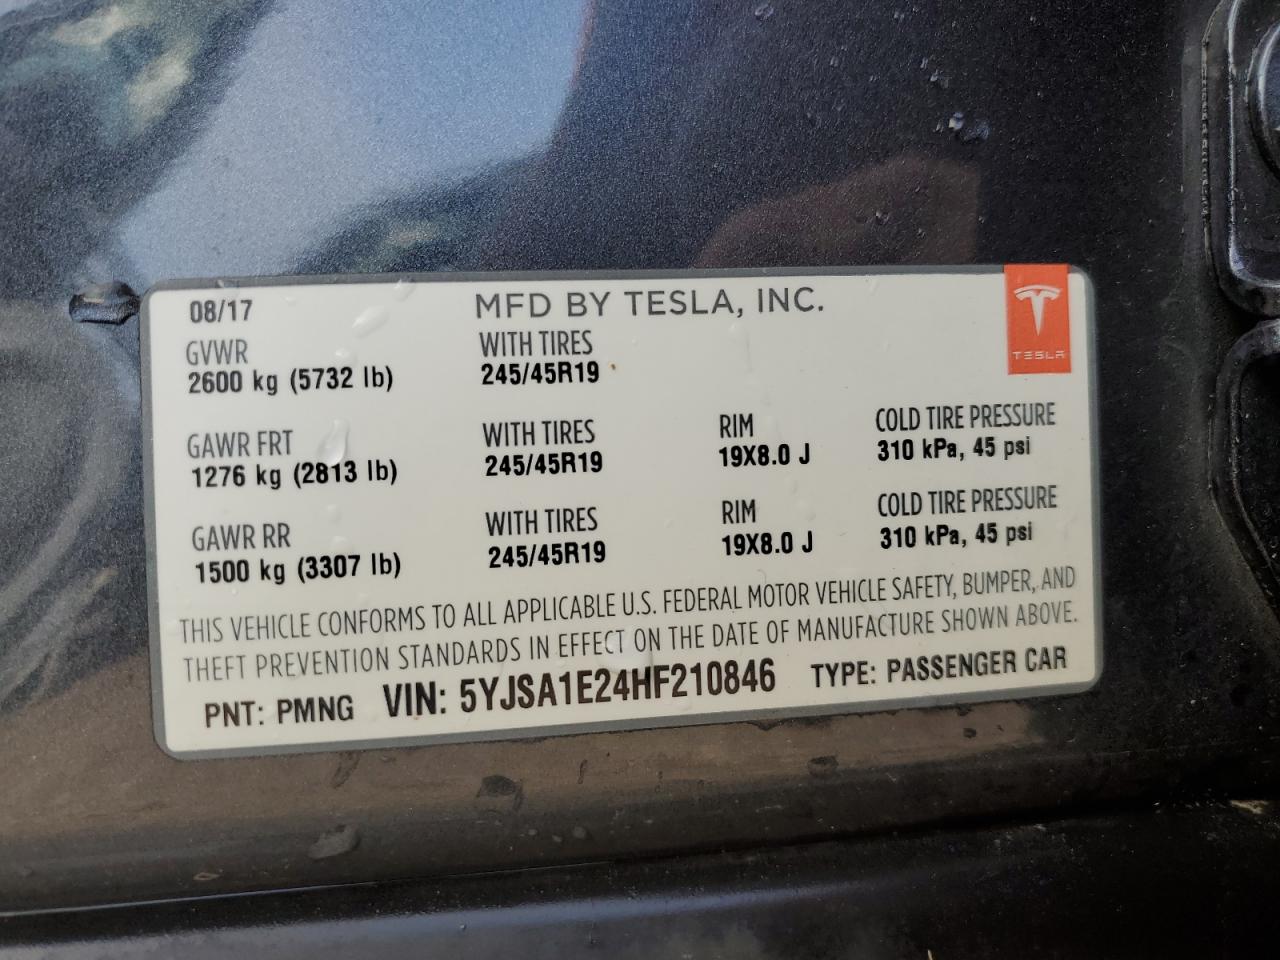 08/17 MFD BY TESLA, INC.
TESLA
GVWR WITH TIRES
2600 kg (5732 lb) 245/45R19
GAWR FRT WITH TIRES RIM COLD TIRE PRESSURE
1276 kg (2813 lb) 245/45R19 19X8.0 J 310 kPa, 45 psi
GAWR RR WITH TIRES RIM COLD TIRE PRESSURE
1500 kg (3307 lb) 245/45R19 19X8.0 J 310 kPa, 45 psi
THIS VEHICLE CONFORMS TO ALL APPLICABLE U.S. FEDERAL MOTOR VEHICLE SAFETY, BUMPER, AND
THEFT PREVENTION STANDARDS IN EFFECT ON THE DATE OF MANUFACTURE SHOWN ABOVE.
PNT: PMNG VIN: 5YJSA1E24HF210846 TYPE: PASSENGER CAR